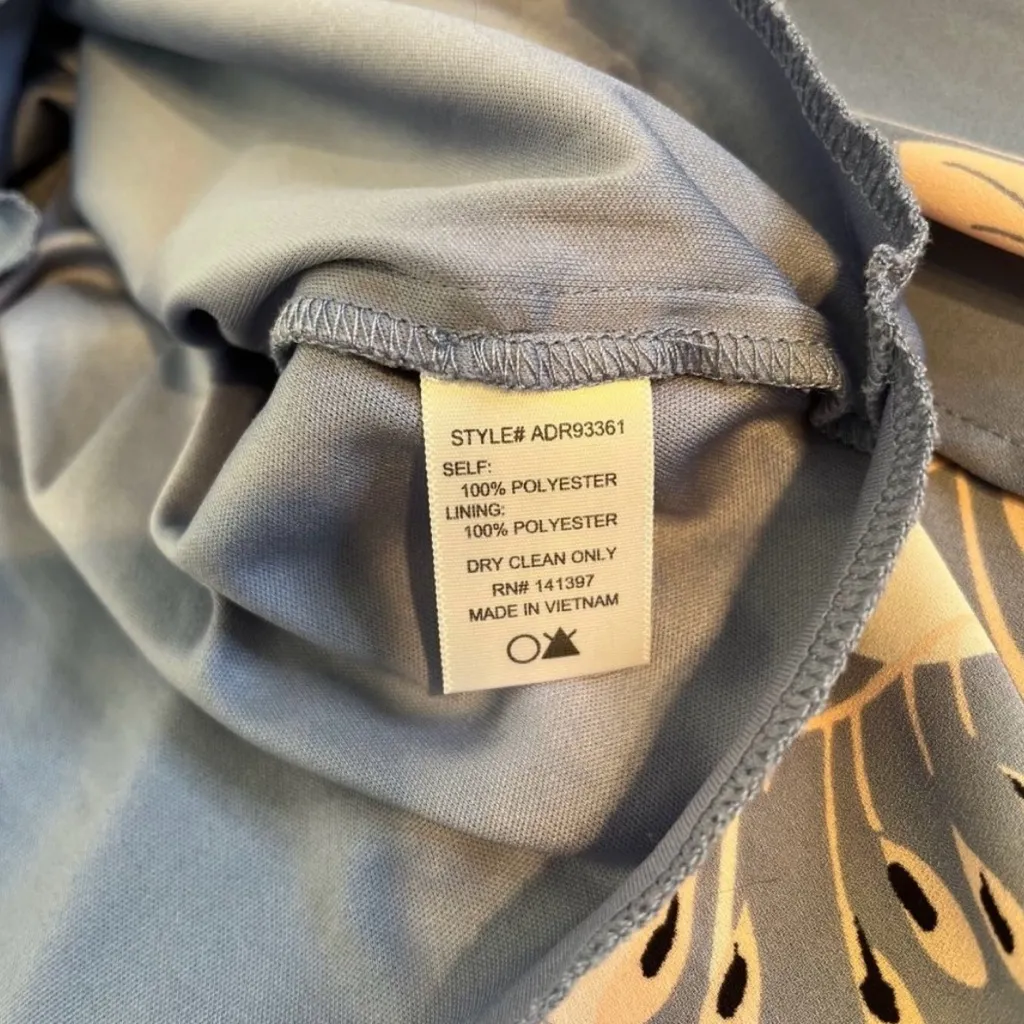 STYLE# ADR93361
SELF:
100% POLYESTER
LINING:
100% POLYESTER
DRY CLEAN ONLY
RN# 141397
MADE IN VIETNAM